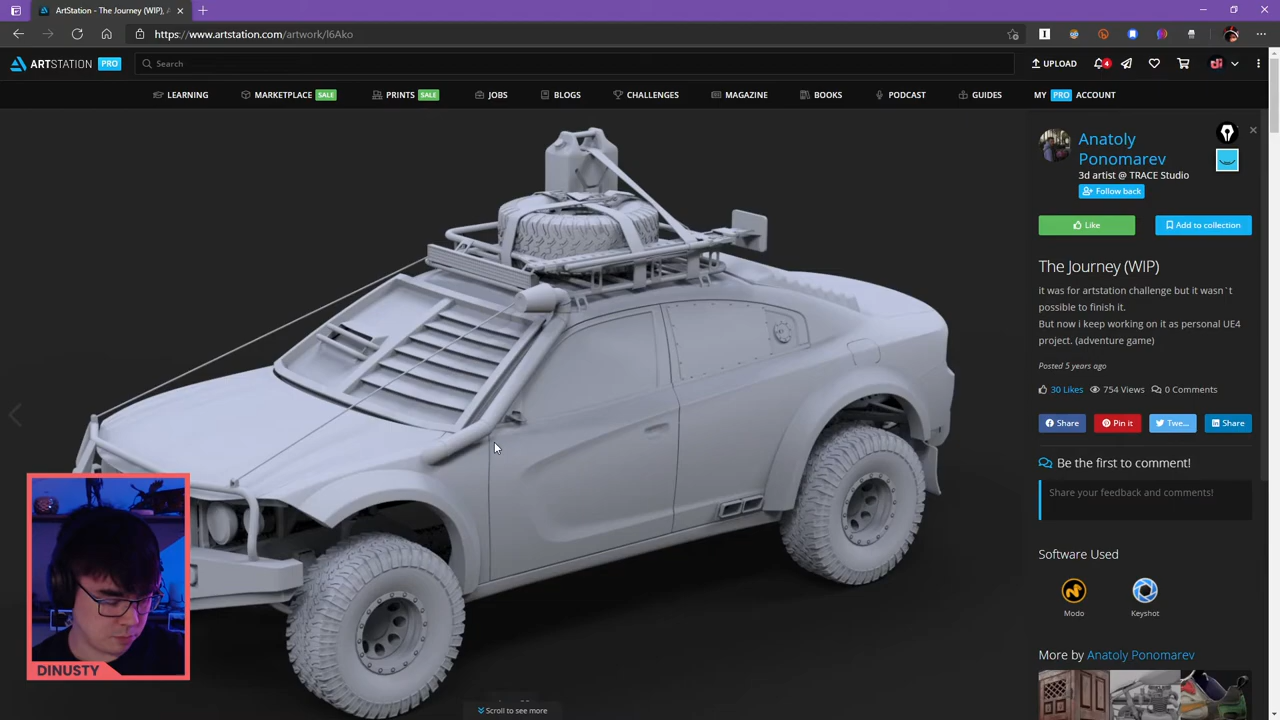 ArtStation - The Journey (WIP), A
https://www.artstation.com/artwork/l6Ako
ARTSTATION PRO
Search
UPLOAD
4
LEARNING
MARKETPLACE SALE
PRINTS SALE
JOBS
BLOGS
CHALLENGES
MAGAZINE
BOOKS
PODCAST
GUIDES
MY PRO ACCOUNT
Anatoly
Ponomarev
3d artist @ TRACE Studio
Follow back
Like
Add to collection
The Journey (WIP)
it was for artstation challenge but it wasn`t
possible to finish it.
But now i keep working on it as personal UE4
project. (adventure game)
Posted 5 years ago
30 Likes 754 Views 0 Comments
Share
Pin it
Twe...
Share
Be the first to comment!
Share your feedback and comments!
Software Used
Modo
Keyshot
More by Anatoly Ponomarev
Scroll to see more
DINUSTY